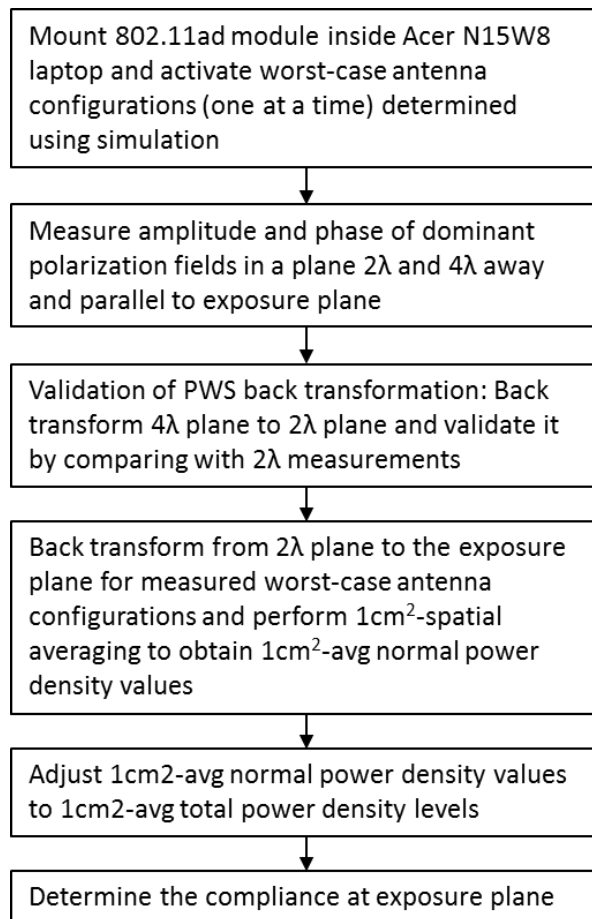 Mount 802.11ad module inside Acer N15W8
laptop and activate worst-case antenna
configurations (one at a time) determined
using simulation
Measure amplitude and phase of dominant
polarization fields in a plane 2λ and 4λ away
and parallel to exposure plane
Validation of PWS back transformation: Back
transform 4λ plane to 2λ plane and validate it
by comparing with 2λ measurements
Back transform from 2λ plane to the exposure
plane for measured worst-case antenna
configurations and perform 1cm²-spatial
averaging to obtain 1cm²-avg normal power
density values
Adjust 1cm2-avg normal power density values
to 1cm2-avg total power density levels
Determine the compliance at exposure plane